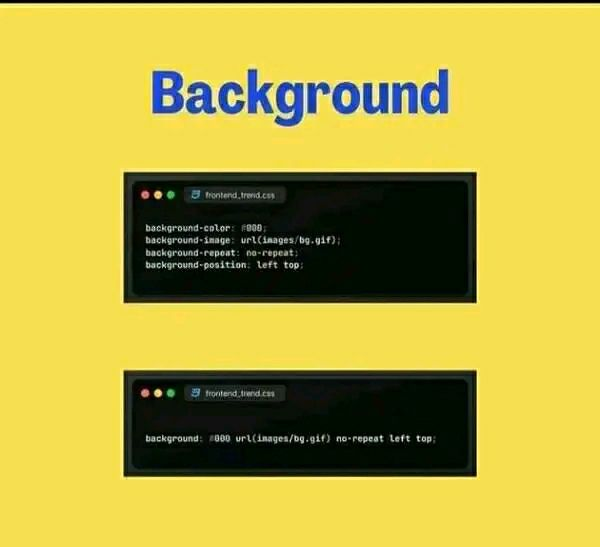 Background
frontend_trend.css
background-color: #000;
background-image: url(images/bg.gif);
background-repeat: no-repeat;
background-position: left top;
frontend_trend.css
background: #000 url(images/bg.gif) no-repeat left top;